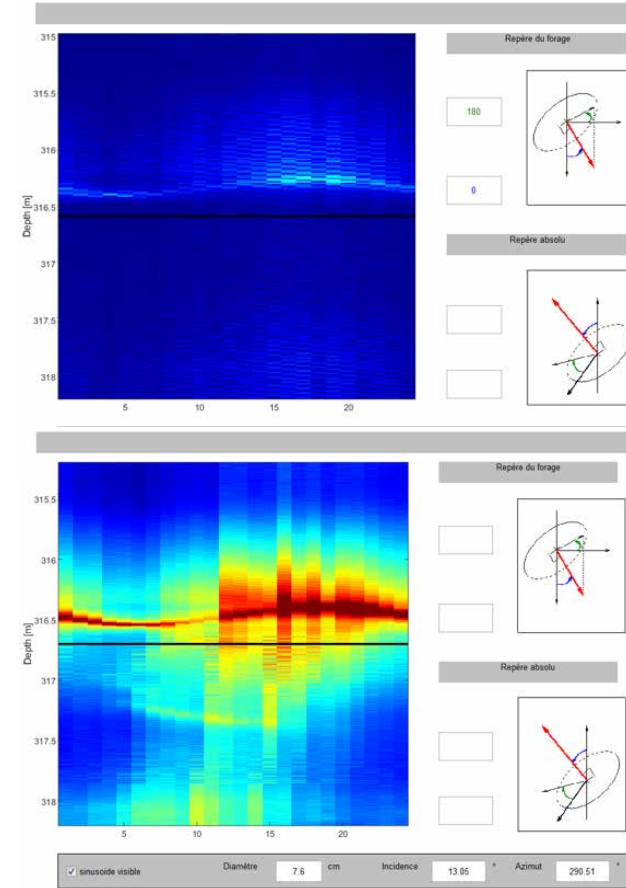 Repère du forage
315
315.5
316
316.5
317
317.5
318
Depth [m]
5 10 15 20
180
0
Repère absolu
Repère du forage
315.5
316
316.5
317
317.5
318
Depth [m]
5 10 15 20
Repère absolu
sinusoide visible Diamètre 7.6 cm Incidence 13.05 ° Azimut 290.51 °